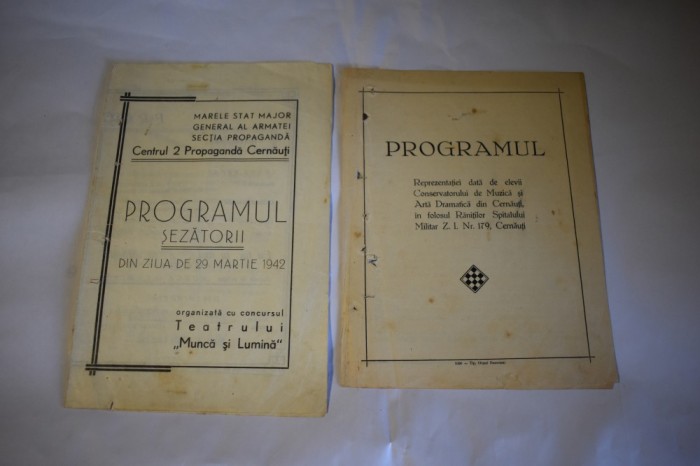 MARELE STAT MAJOR
GENERAL AL ARMATEI
SECȚIA PROPAGANDĂ
Centrul 2 Propagandă Cernăuți
PROGRAMUL
ȘEZĂTORII
DIN ZIUA DE 29 MARTIE 1942
organizată cu concursul
Teatrului
„Muncă și Lumină"
PROGRAMUL
Reprezentației dată de elevii
Conservatorului de Muzică și
Artă Dramatică din Cernăuți,
in folosul Răniților Spitalului
Militar Z. I. Nr. 179, Cernăuți